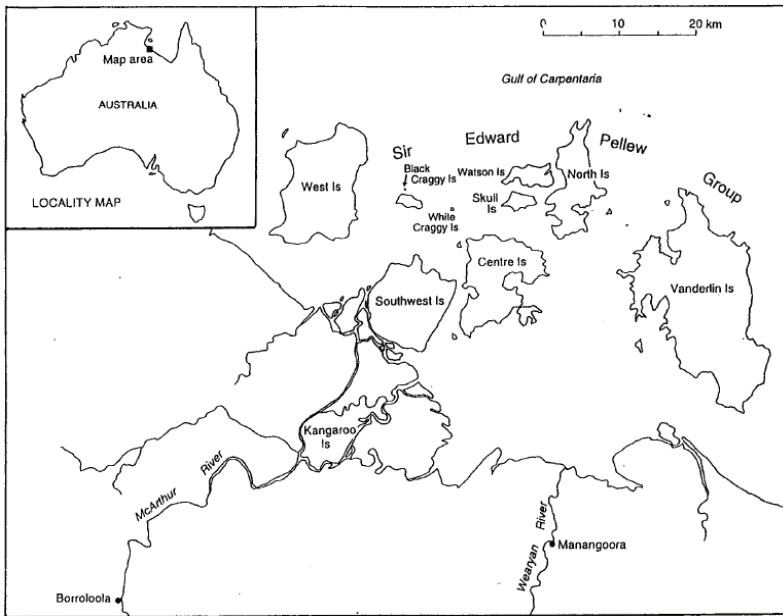 0 10 20 km
Map area
AUSTRALIA
LOCALITY MAP
Gulf of Carpentaria
Sir Edward Pellew Group
West Is
Black
Craggy Is
Watson Is
North Is
Skull
Is
While
Craggy Is
Centre Is
Southwest Is
Vanderlin Is
Kangaroo
Is
McArthur River
Wearyan River
Manangoora
Borroloola